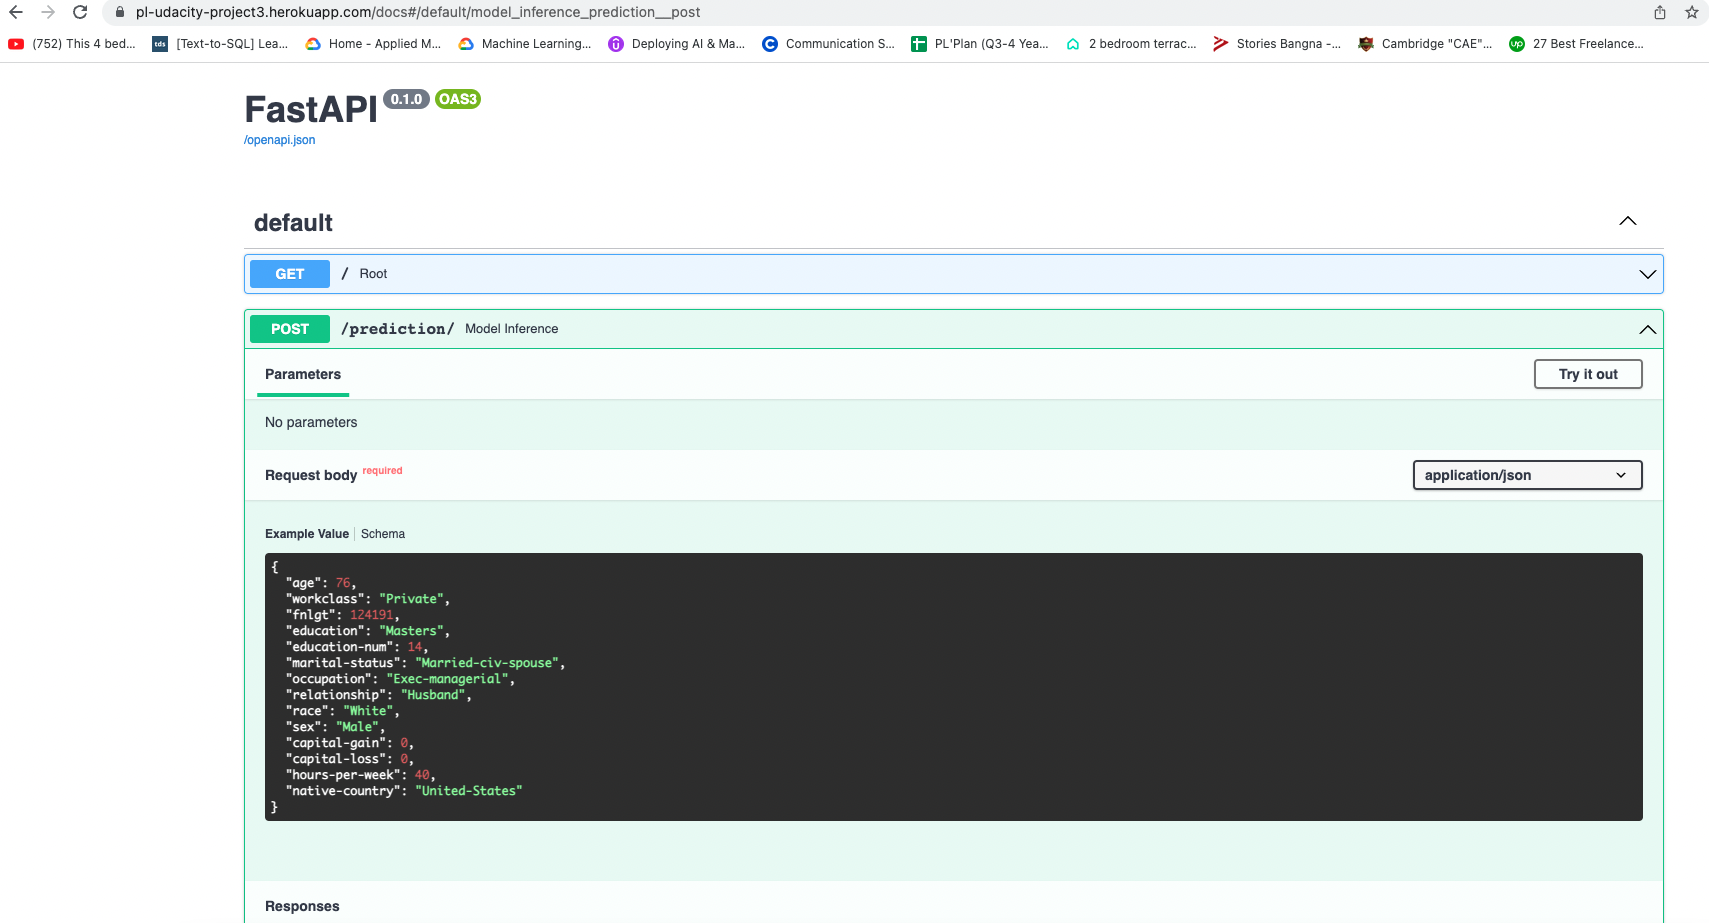 pl-udacity-project3.herokuapp.com/docs#/default/model_inference_prediction__post
(752) This 4 bed... tds [Text-to-SQL] Lea... Home - Applied M... Machine Learning... Deploying AI & Ma... Communication S... PL'Plan (Q3-4 Yea... 2 bedroom terrac... Stories Bangna -... Cambridge "CAE"... up 27 Best Freelance...
FastAPI 0.1.0 OAS3
/openapi.json
default
GET / Root
POST /prediction/ Model Inference
Parameters Try it out
No parameters
Request body required application/json
Example Value Schema
{
"age": 76,
"workclass": "Private",
"fnlgt": 124191,
"education": "Masters",
"education-num": 14,
"marital-status": "Married-civ-spouse",
"occupation": "Exec-managerial",
"relationship": "Husband",
"race": "White",
"sex": "Male",
"capital-gain": 0,
"capital-loss": 0,
"hours-per-week": 40,
"native-country": "United-States"
}
Responses